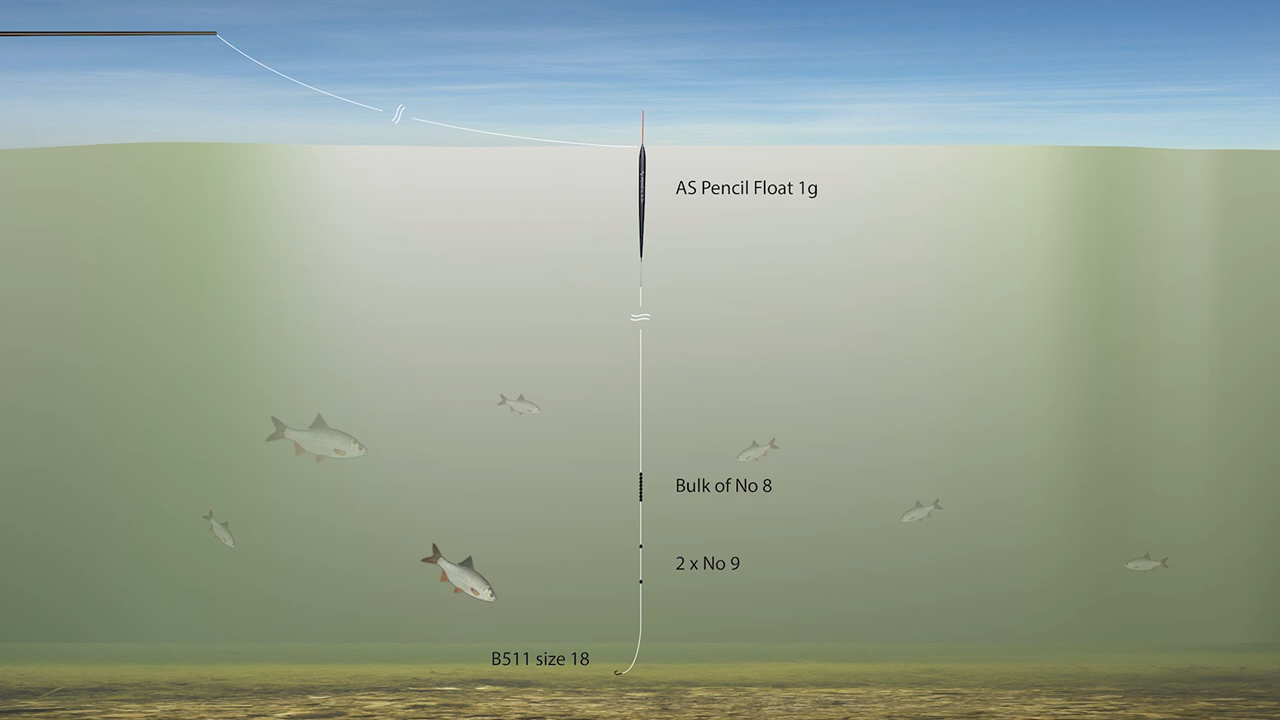 AS Pencil Float 1g
Bulk of No 8
2 x No 9
B511 size 18